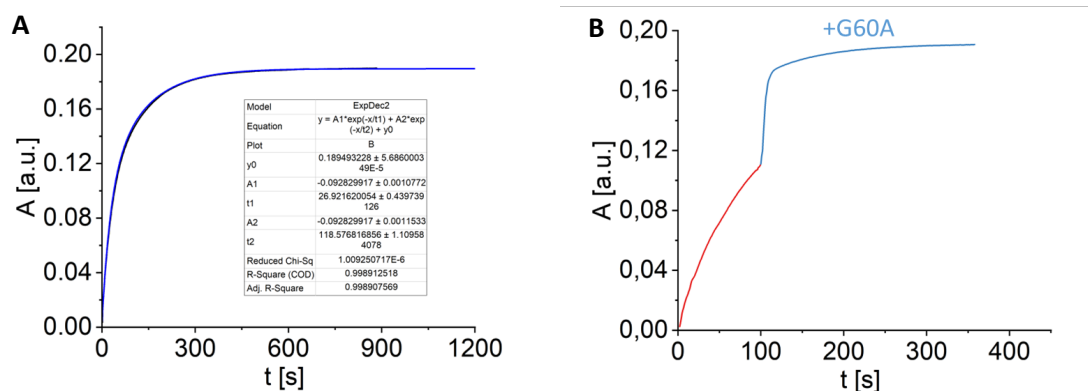 A
A [a.u.]
0.20
0.16
0.12
0.08
0.04
0.00
0
300
600
900
1200
t [s]
Model ExpDec2
Equation y = A1*exp(-x/t1) + A2*exp
(-x/t2) + y0
Plot B
y0 0.189493228 ± 5.6860003
49E-5
A1 -0.092829917 ± 0.0010772
t1 26.921620054 ± 0.439739
126
A2 -0.092829917 ± 0.0011533
t2 118.576816856 ± 1.10958
4078
Reduced Chi-Sq 1.009250717E-6
R-Square (COD) 0.998912518
Adj. R-Square 0.998907569
B
+G60A
A [a.u.]
0,20
0,16
0,12
0,08
0,04
0,00
0
100
200
300
400
t [s]